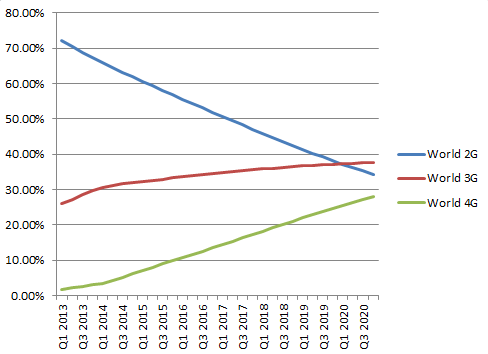 80.00%
70.00%
60.00%
50.00%
40.00%
30.00%
20.00%
10.00%
0.00%
Q1 2013
Q3 2013
Q1 2014
Q3 2014
Q1 2015
Q3 2015
Q1 2016
Q3 2016
Q1 2017
Q3 2017
Q1 2018
Q3 2018
Q1 2019
Q3 2019
Q1 2020
Q3 2020
World 2G
World 3G
World 4G